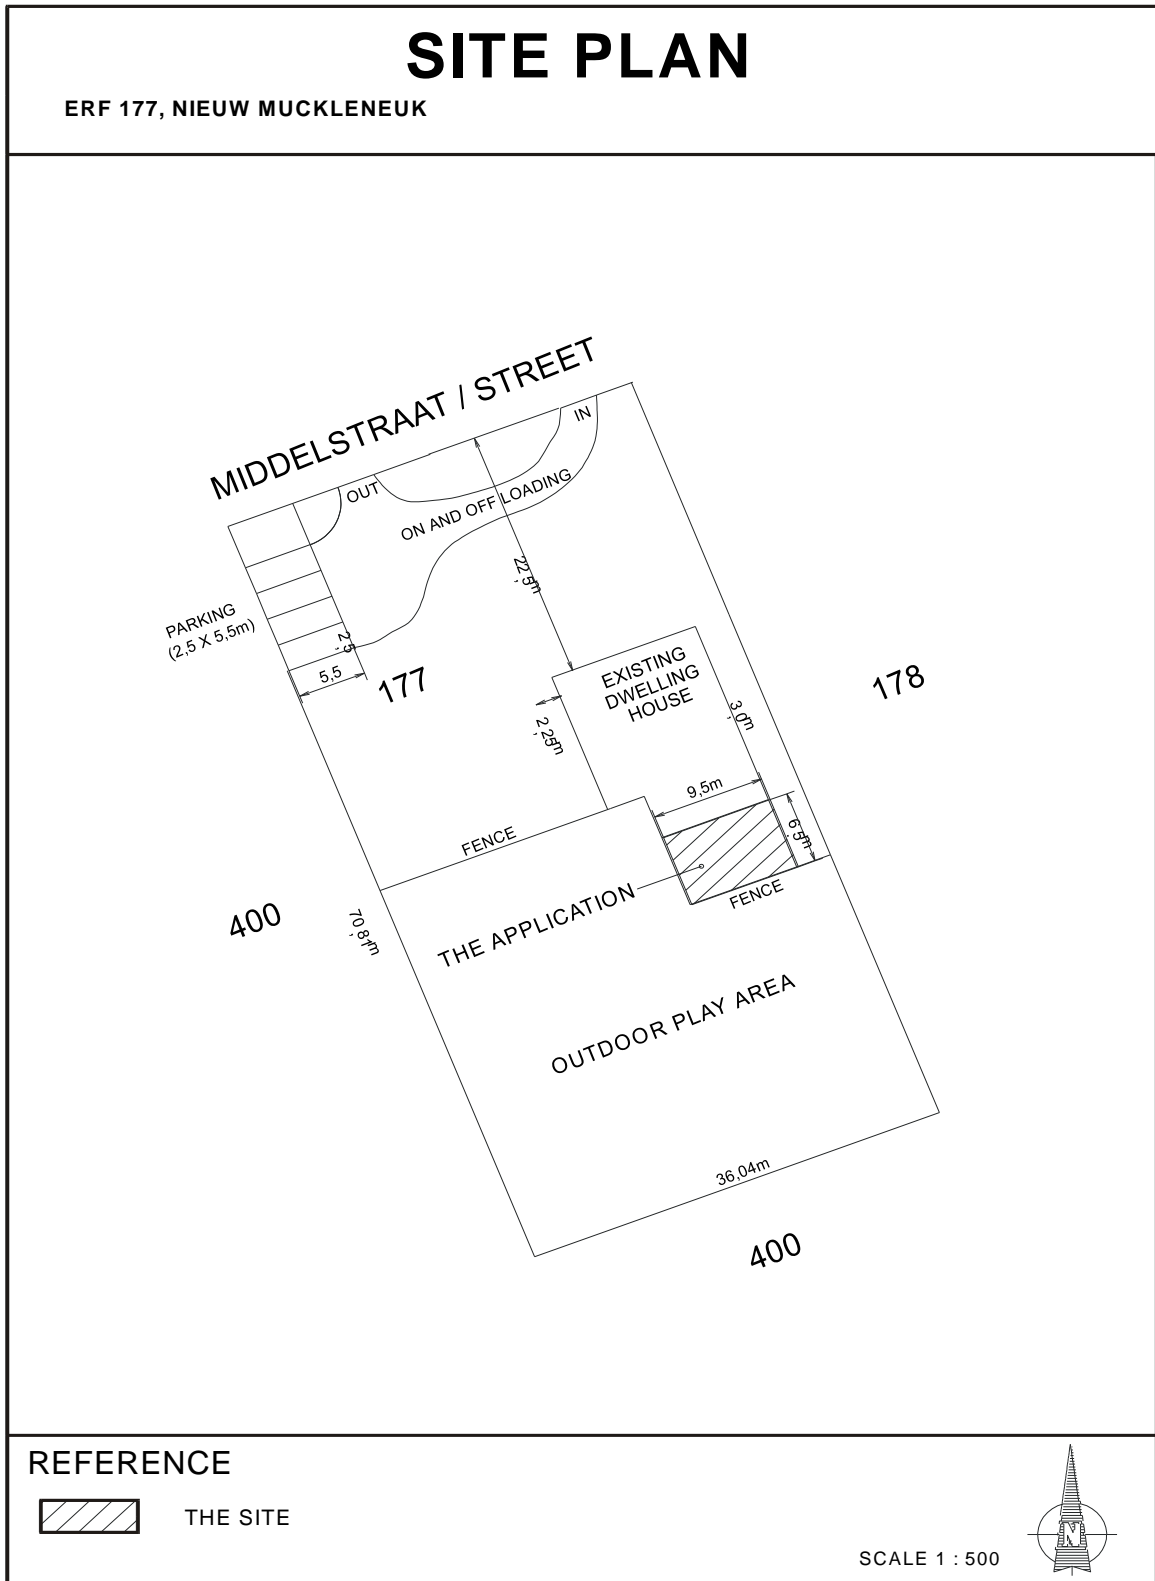 SITE PLAN
ERF 177, NIEUW MUCKLENEUK
MIDDELSTRAAT / STREET
IN
OUT
ON AND OFF LOADING
22,5m
PARKING
(2,5 X 5,5m)
2,5
5,5
177
EXISTING
DWELLING
HOUSE
178
3,0m
2,25m
9,5m
6,5m
FENCE
FENCE
THE APPLICATION
400
70,81m
OUTDOOR PLAY AREA
36,04m
400
REFERENCE
THE SITE
N
SCALE 1 : 500